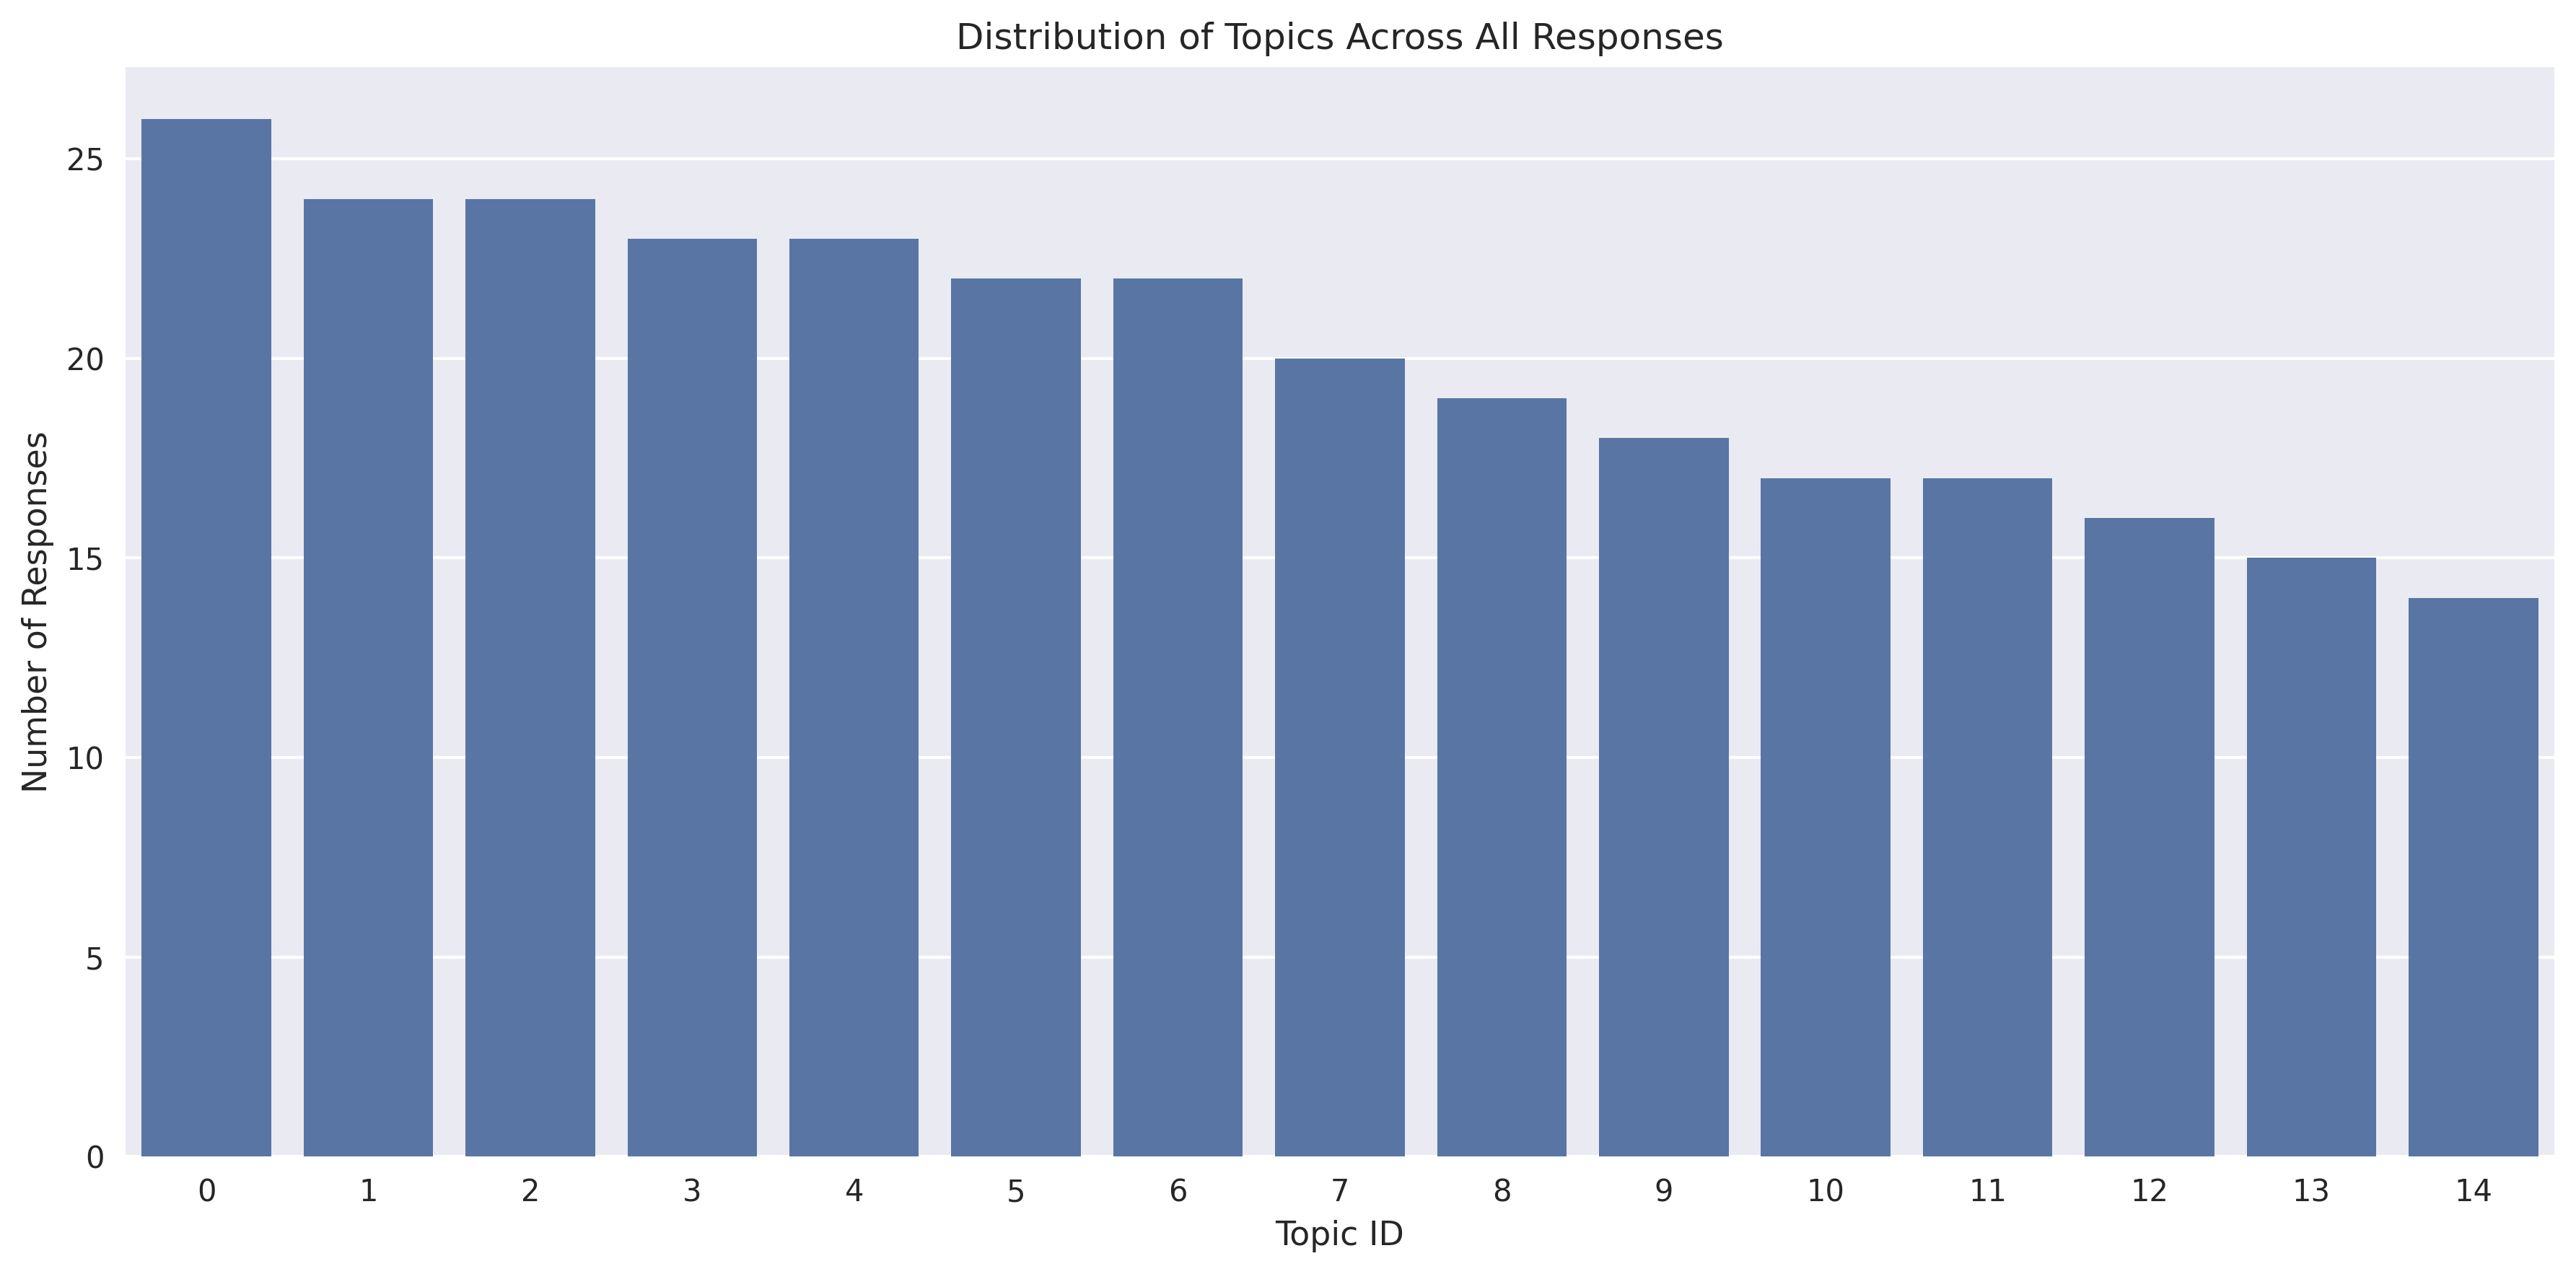 Distribution of Topics Across All Responses
Number of Responses
25
20
15
10
5
0
0 1 2 3 4 5 6 7 8 9 10 11 12 13 14
Topic ID